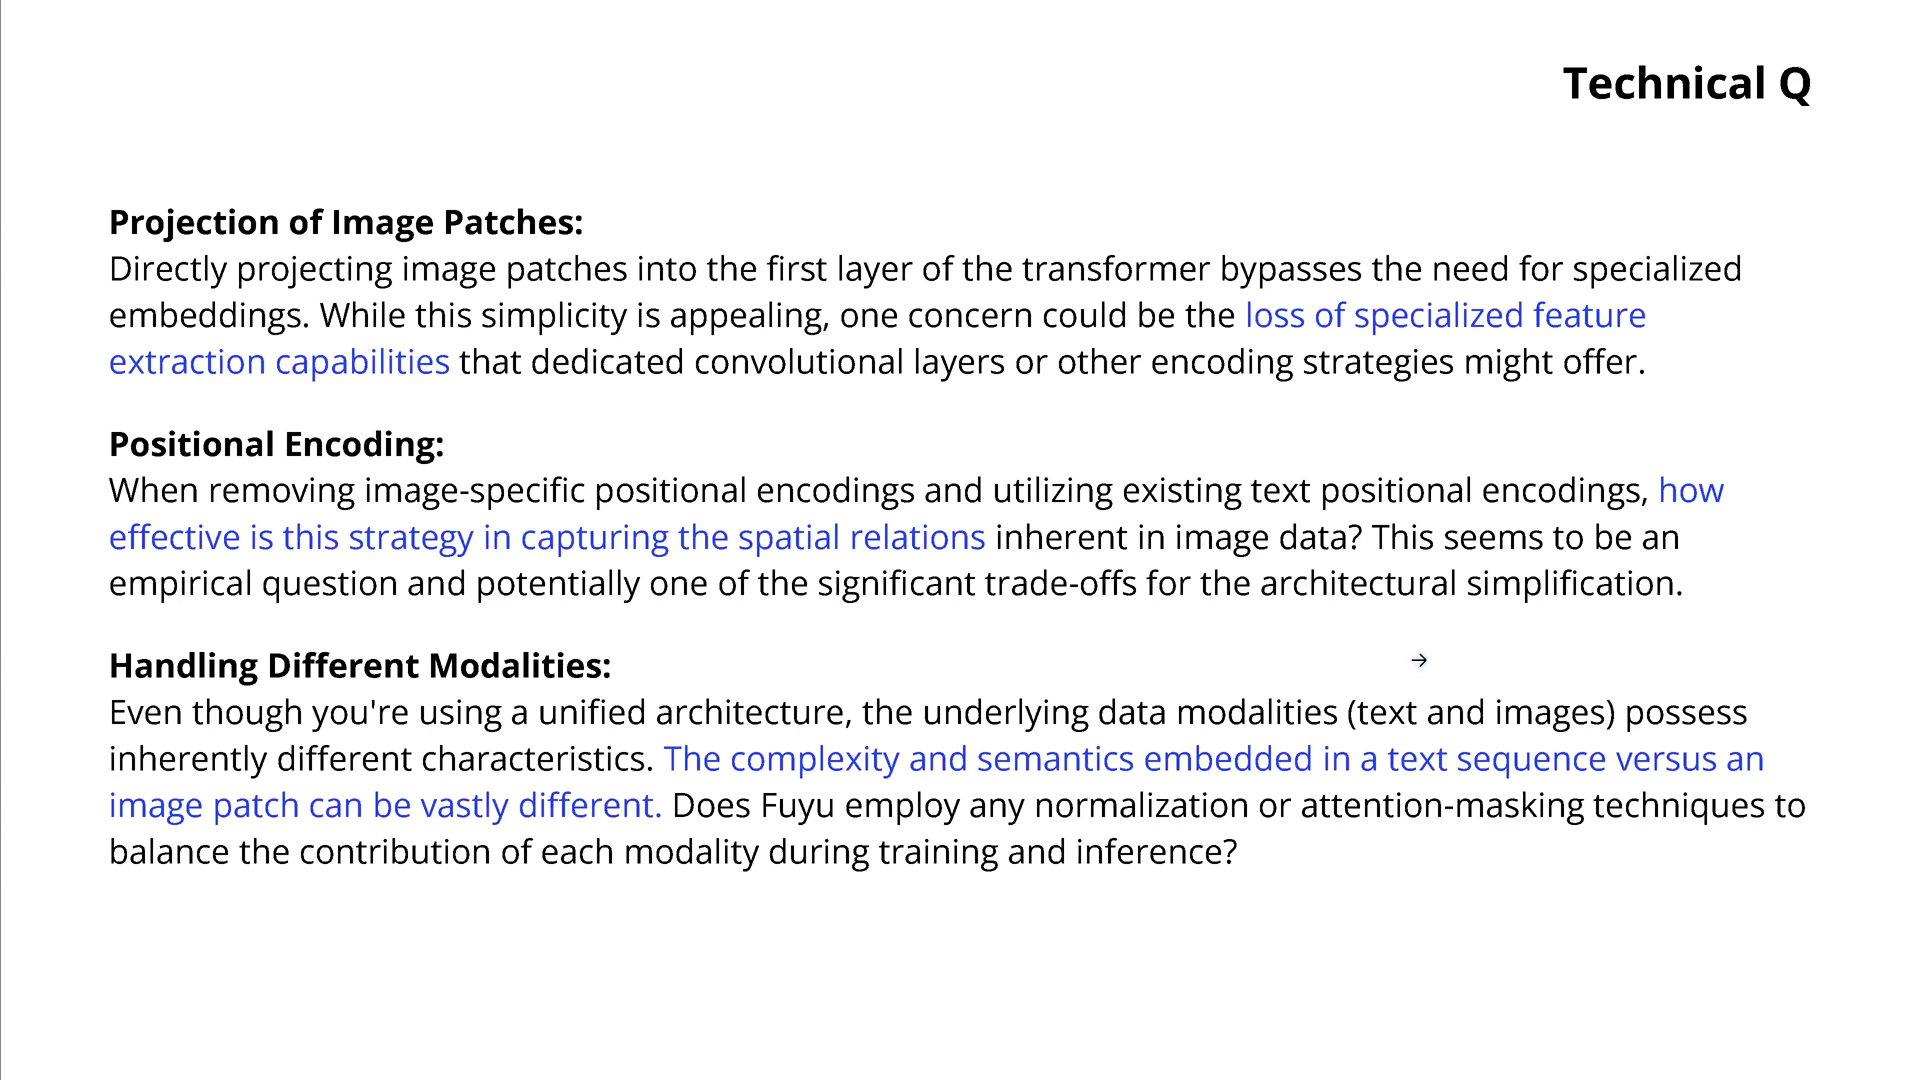 Technical Q
Projection of Image Patches:
Directly projecting image patches into the first layer of the transformer bypasses the need for specialized
embeddings. While this simplicity is appealing, one concern could be the loss of specialized feature
extraction capabilities that dedicated convolutional layers or other encoding strategies might offer.
Positional Encoding:
When removing image-specific positional encodings and utilizing existing text positional encodings, how
effective is this strategy in capturing the spatial relations inherent in image data? This seems to be an
empirical question and potentially one of the significant trade-offs for the architectural simplification.
Handling Different Modalities:
Even though you're using a unified architecture, the underlying data modalities (text and images) possess
inherently different characteristics. The complexity and semantics embedded in a text sequence versus an
image patch can be vastly different. Does Fuyu employ any normalization or attention-masking techniques to
balance the contribution of each modality during training and inference?